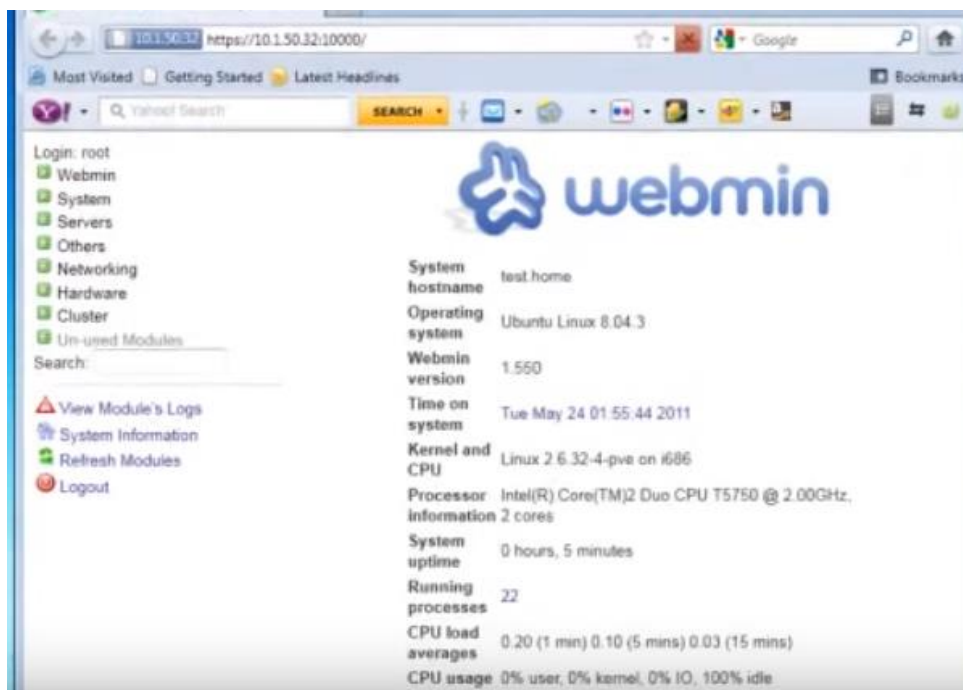 10.1.50.32 https://10.1.50.32:10000/
Google
Most Visited Getting Started Latest Headlines
Bookmarks
Yahoo! Search
SEARCH
Login: root
Webmin
System
Servers
Others
Networking
Hardware
Cluster
Un-used Modules
Search:
View Module's Logs
System Information
Refresh Modules
Logout
webmin
System hostname test.home
Operating system Ubuntu Linux 8.04.3
Webmin version 1.550
Time on system Tue May 24 01:55:44 2011
Kernel and CPU Linux 2.6.32-4-pve on i686
Processor information Intel(R) Core(TM)2 Duo CPU T5750 @ 2.00GHz, 2 cores
System uptime 0 hours, 5 minutes
Running processes 22
CPU load averages 0.20 (1 min) 0.10 (5 mins) 0.03 (15 mins)
CPU usage 0% user, 0% kernel, 0% IO, 100% idle